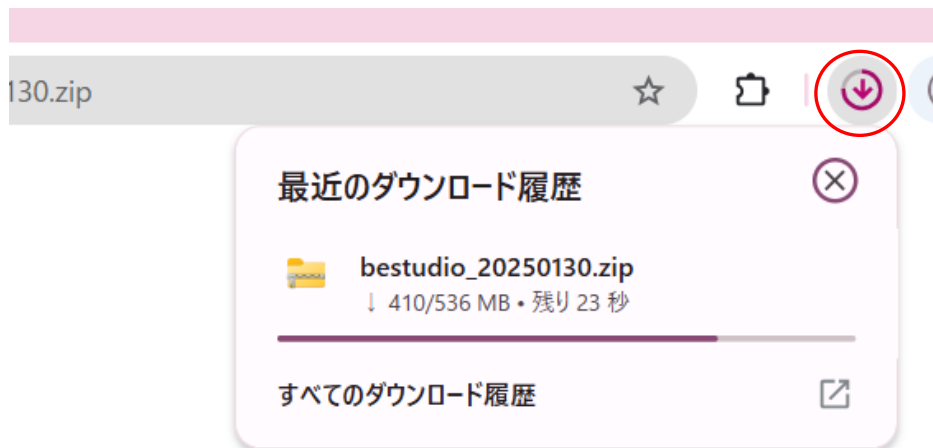 130.zip
最近のダウンロード履歴
bestudio_20250130.zip
↓ 410/536 MB • 残り 23 秒
すべてのダウンロード履歴